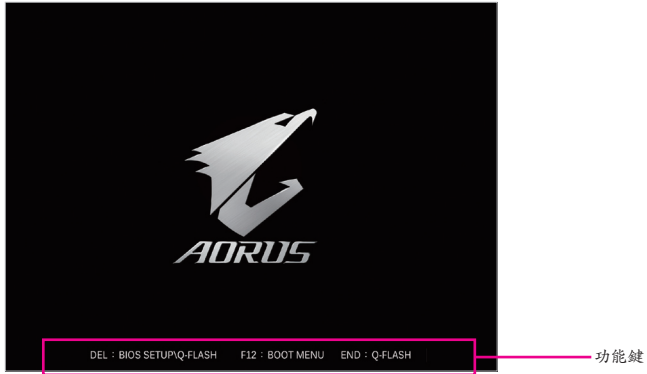 AORUS
DEL：BIOS SETUP\Q-FLASH F12：BOOT MENU END：Q-FLASH
功能鍵